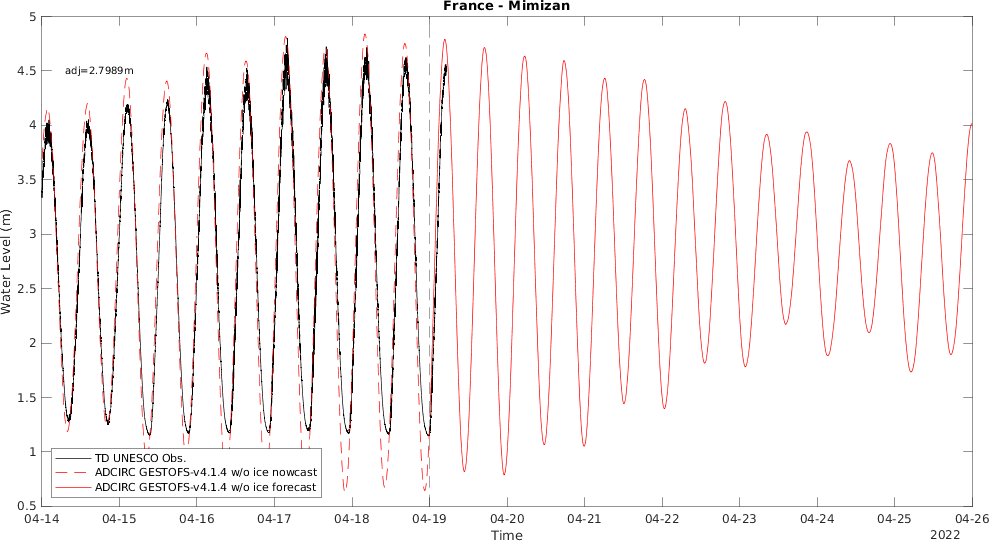 France - Mimizan
Water Level (m)
5
4.5
4
3.5
3
2.5
2
1.5
1
0.5
adj=2.7989m
TD UNESCO Obs.
ADCIRC GESTOFS-v4.1.4 w/o ice nowcast
ADCIRC GESTOFS-v4.1.4 w/o ice forecast
04-14 04-15 04-16 04-17 04-18 04-19 04-20 04-21 04-22 04-23 04-24 04-25 04-26
Time
2022